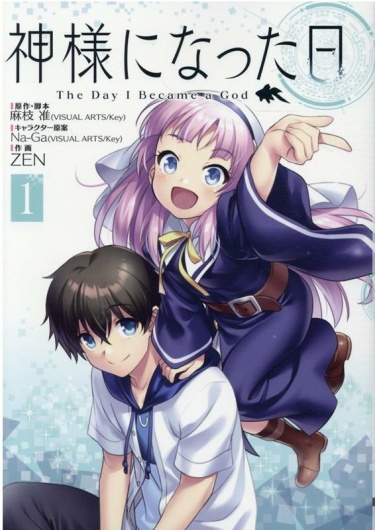 神様になった日
The Day I Became a God
原作・脚本
麻枝 准(VISUAL ARTS/Key)
キャラクター原案
Na-Ga(VISUAL ARTS/Key)
作画
ZEN
1